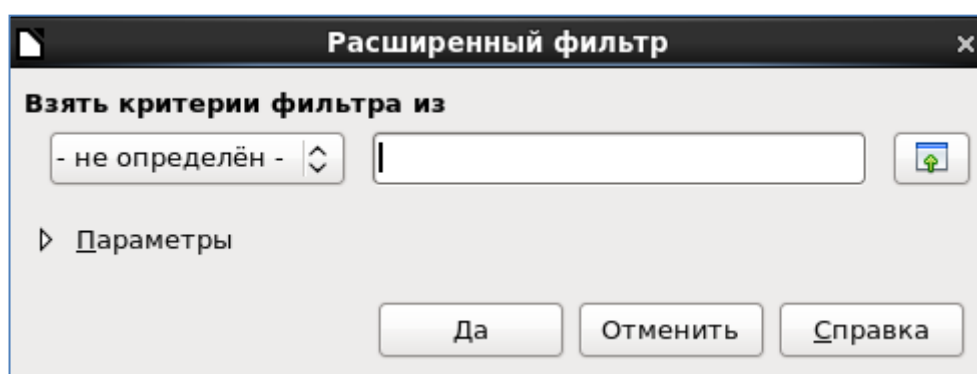 Расширенный фильтр
Взять критерии фильтра из
- не определён -
Параметры
Да Отменить Справка